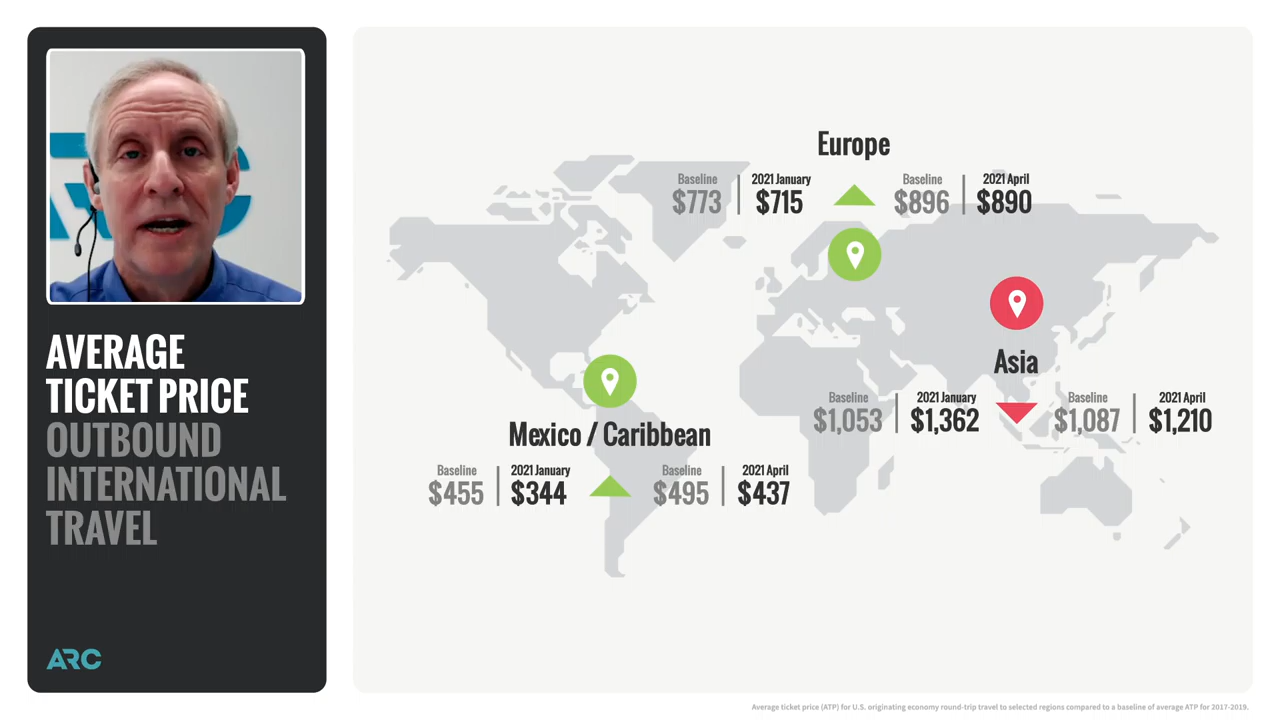 AVERAGE
TICKET PRICE
OUTBOUND
INTERNATIONAL
TRAVEL
ARC
Europe
Baseline 2021 January Baseline 2021 April
$773 $715 $896 $890
Asia
Baseline 2021 January Baseline 2021 April
$1,053 $1,362 $1,087 $1,210
Mexico / Caribbean
Baseline 2021 January Baseline 2021 April
$455 $344 $495 $437
Average ticket price (ATP) for U.S. originating economy round-trip travel to selected regions compared to a baseline of average ATP for 2017-2019.